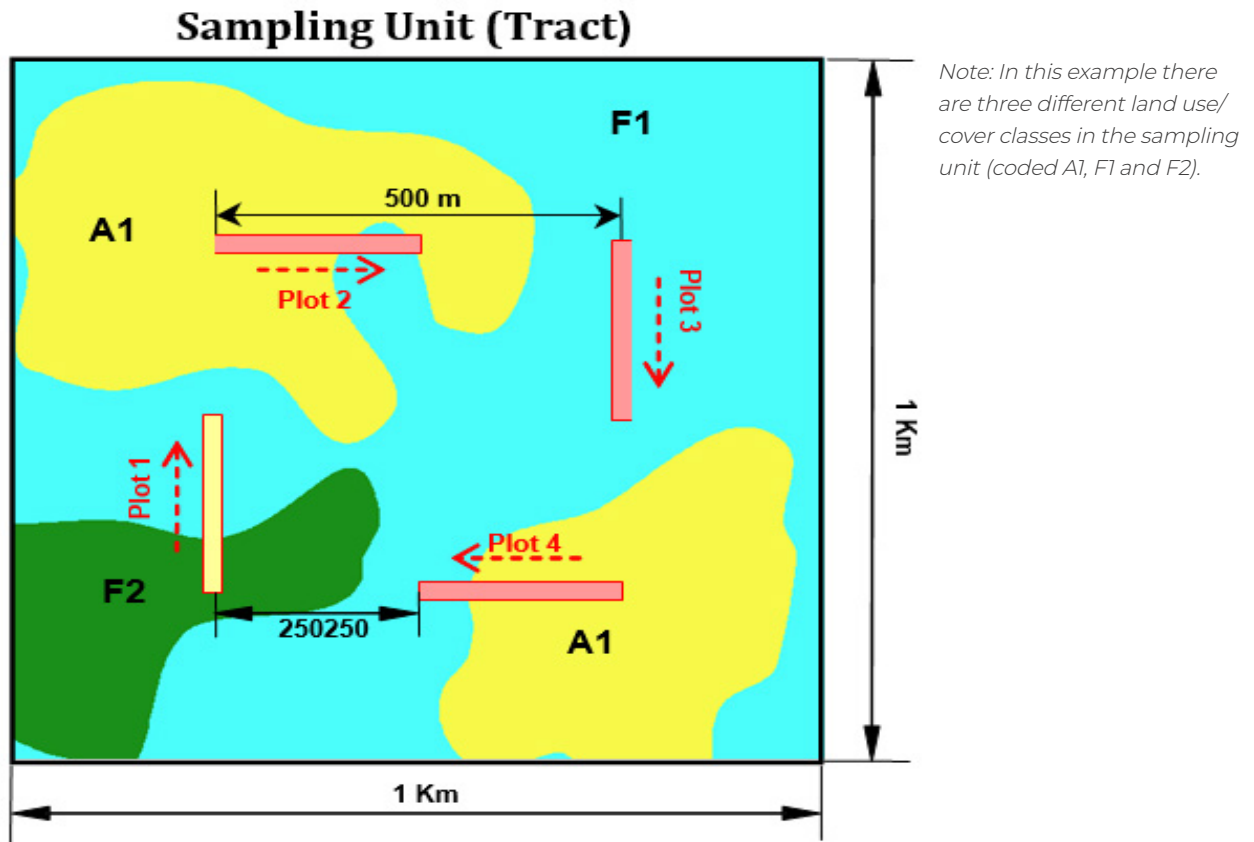 Sampling Unit (Tract)
Note: In this example there
are three different land use/
cover classes in the sampling
unit (coded A1, F1 and F2).
F1
500 m
A1
Plot 2
Plot 3
1 Km
Plot 1
Plot 4
F2
250250
A1
1 Km